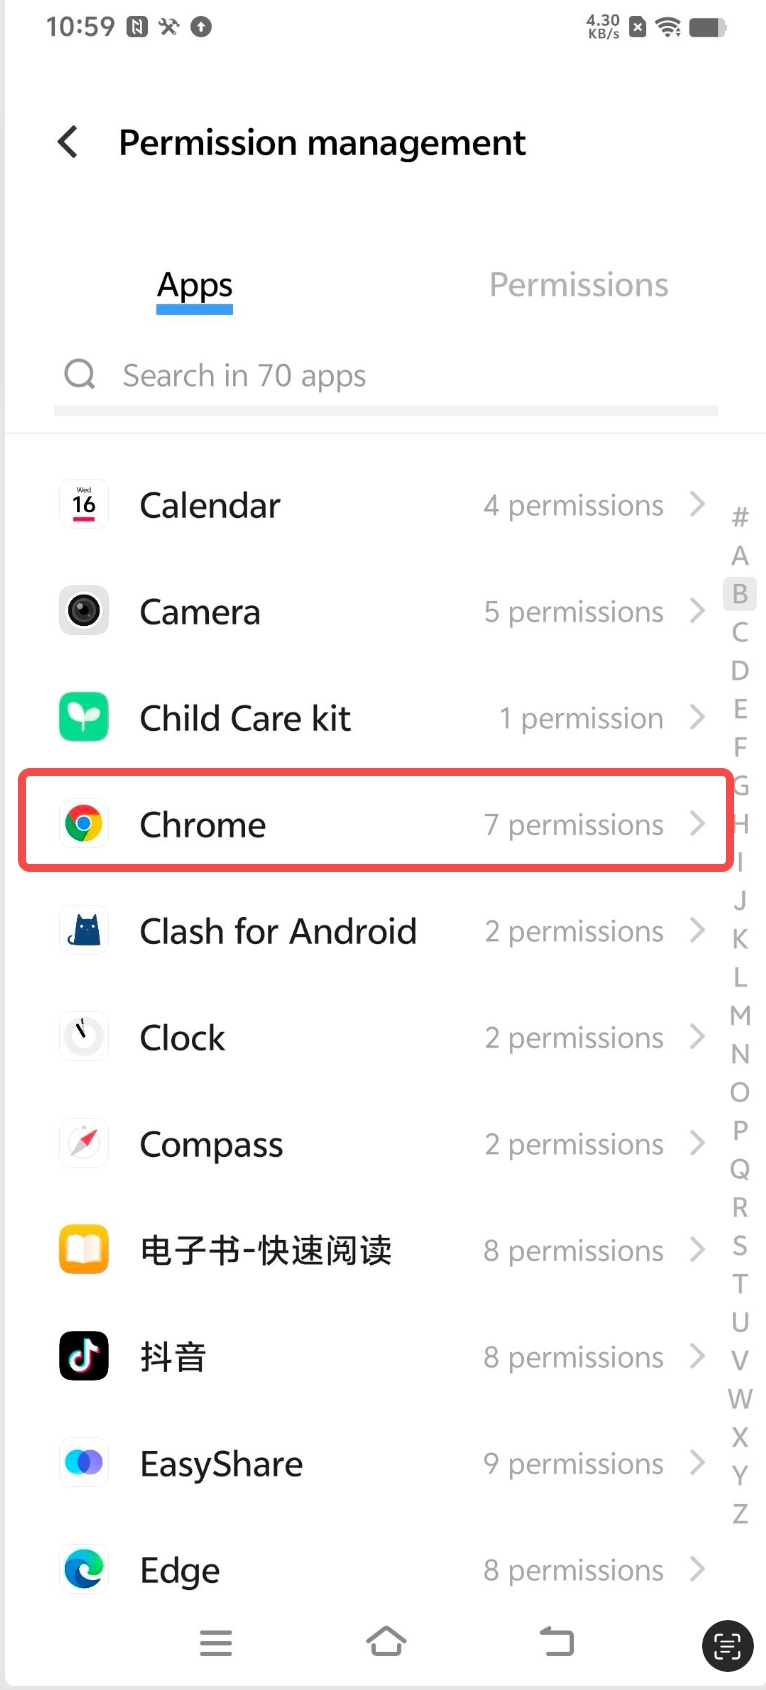 10:59
4.30
KB/s
Permission management
Apps
Permissions
Search in 70 apps
Wed
16
Calendar
4 permissions
Camera
5 permissions
Child Care kit
1 permission
Chrome
7 permissions
Clash for Android
2 permissions
Clock
2 permissions
Compass
2 permissions
电子书-快速阅读
8 permissions
抖音
8 permissions
EasyShare
9 permissions
Edge
8 permissions
#
A
B
C
D
E
F
G
H
I
J
K
L
M
N
O
P
Q
R
S
T
U
V
W
X
Y
Z